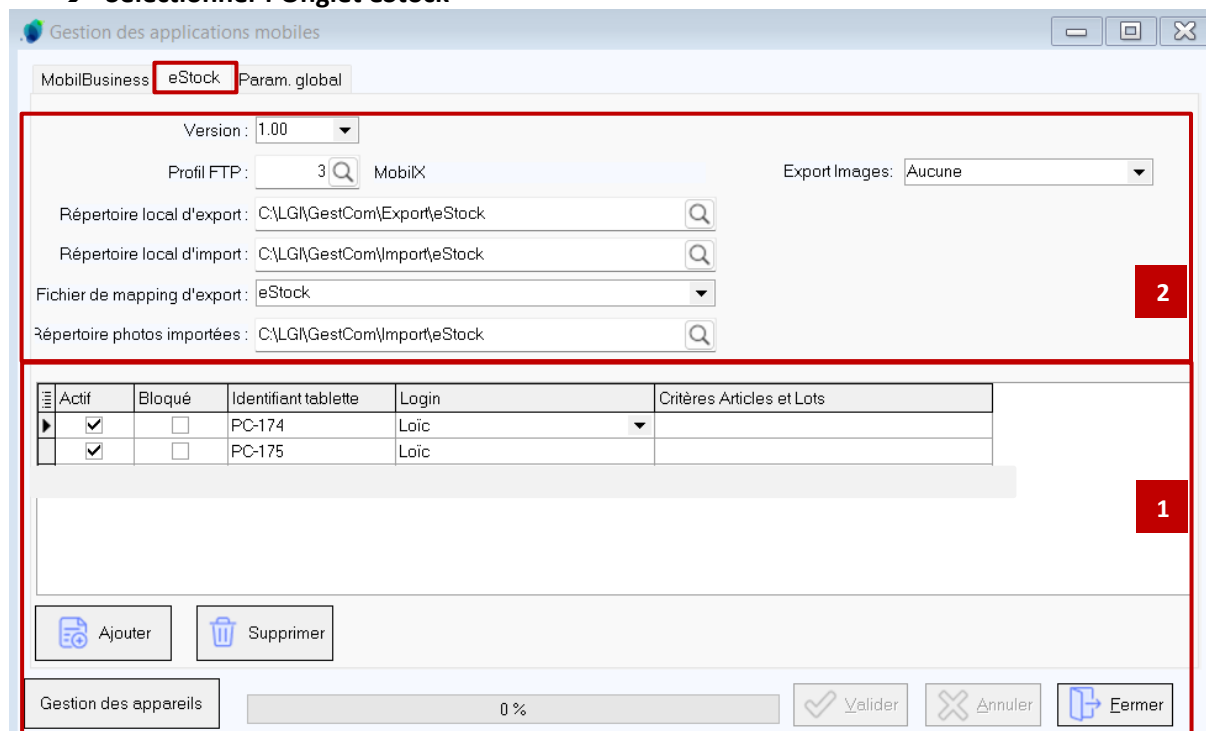 Sélectionner : Onglet eStock
Gestion des applications mobiles
MobilBusiness eStock Param. global
Version : 1.00
Profil FTP : 3 MobilX Export Images: Aucune
Répertoire local d'export : C:\LGI\GestCom\Export\eStock
Répertoire local d'import : C:\LGI\GestCom\Import\eStock
Fichier de mapping d'export : eStock
2
Répertoire photos importées : C:\LGI\GestCom\Import\eStock
Actif Bloqué Identifiant tablette Login Critères Articles et Lots
PC-174 Loïc
PC-175 Loïc
1
Ajouter Supprimer
Gestion des appareils 0 % Valider Annuler Fermer